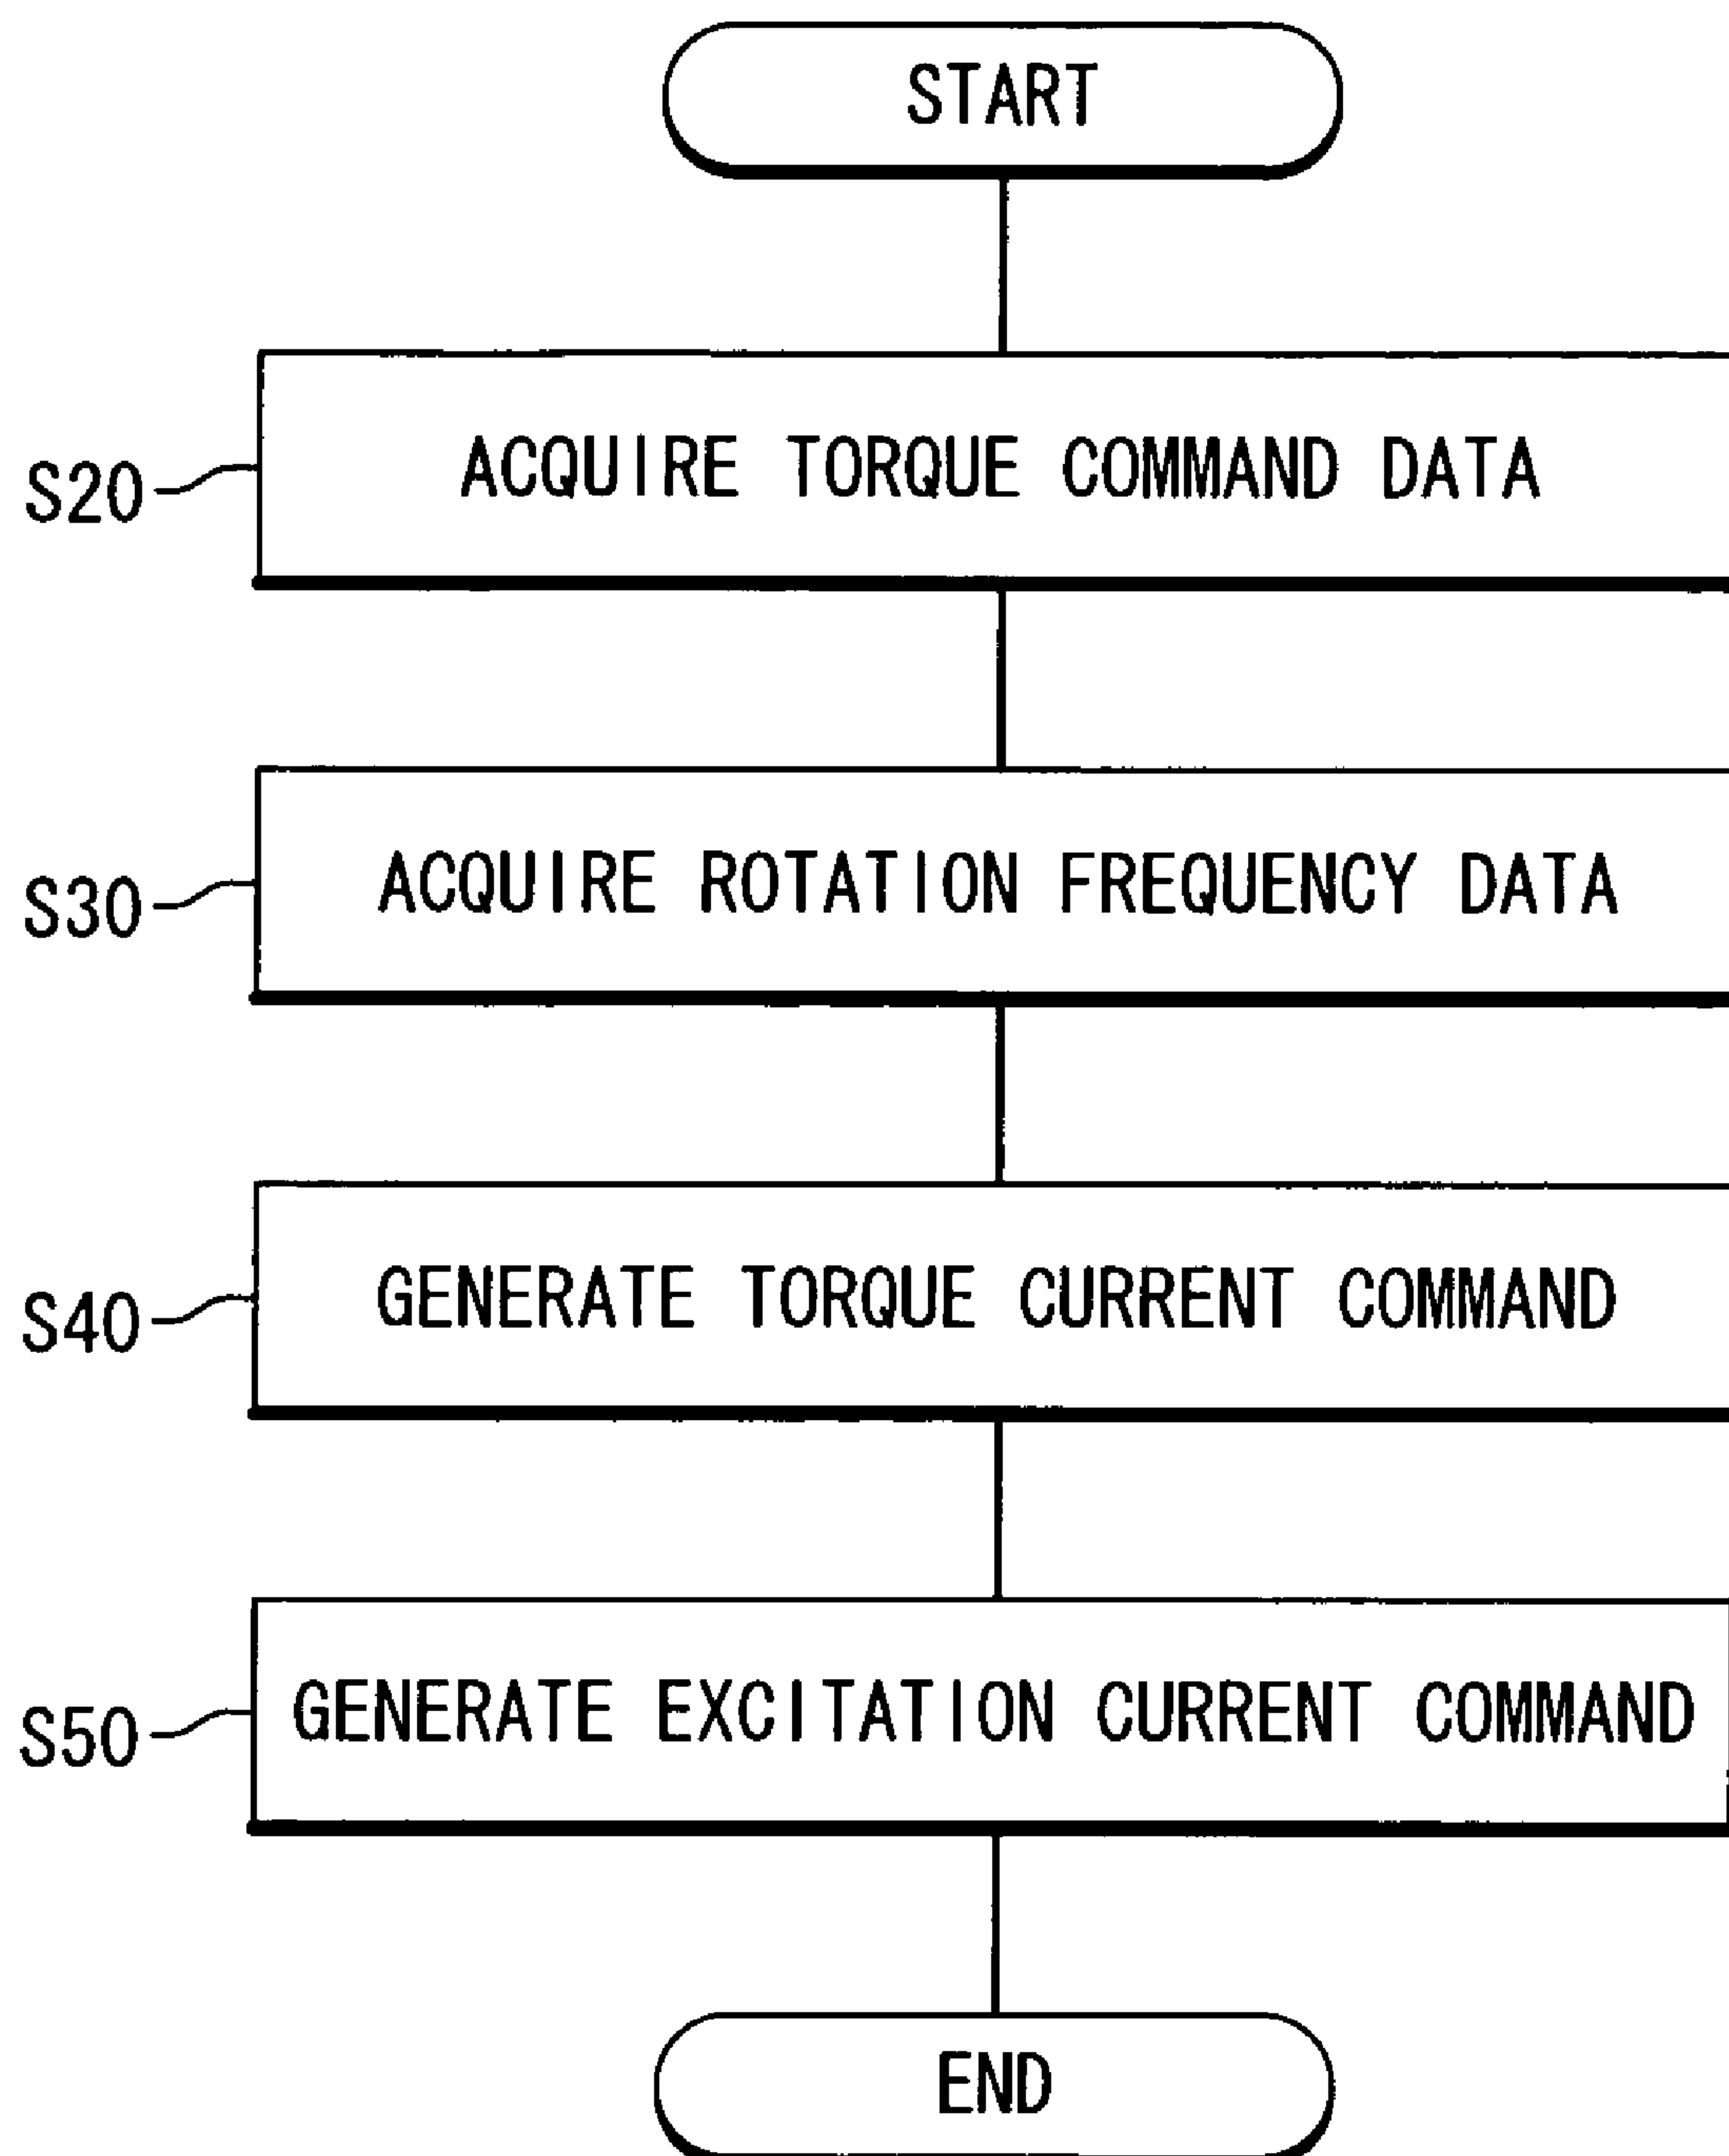 START
S20
ACQUIRE TORQUE COMMAND DATA
S30
ACQUIRE ROTATION FREQUENCY DATA
S40
GENERATE TORQUE CURRENT COMMAND
S50
GENERATE EXCITATION CURRENT COMMAND
END